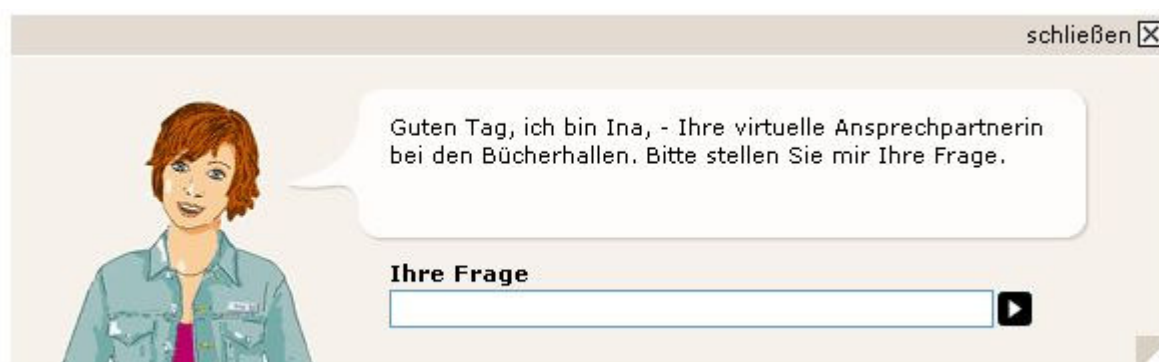 schließen
Guten Tag, ich bin Ina, - Ihre virtuelle Ansprechpartnerin
bei den Bücherhallen. Bitte stellen Sie mir Ihre Frage.
Ihre Frage